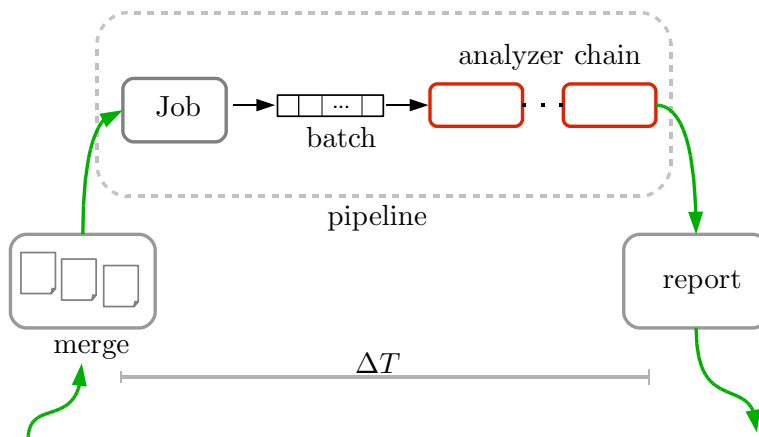 analyzer chain
Job
...
batch
pipeline
report
merge
ΔT